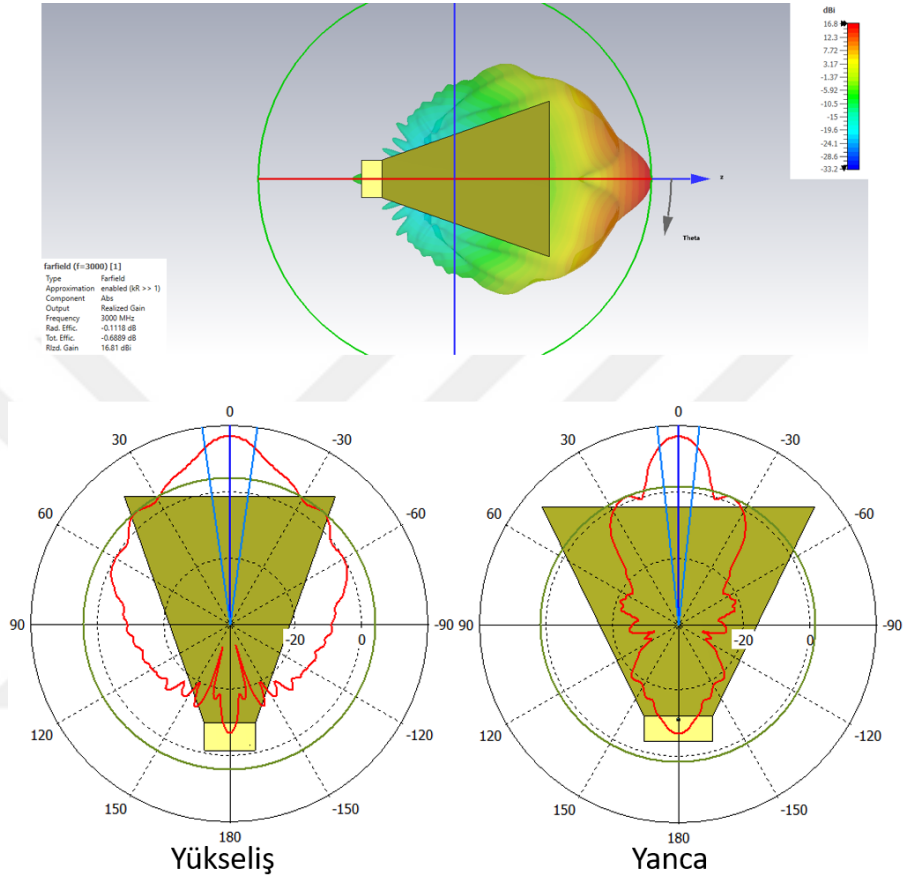 dBi
16.8
12.3
7.72
3.17
-1.37
-5.92
-10.5
-15
-19.6
-24.1
-28.6
-33.2
z
Theta
farfield (f=3000) [1]
Type Farfield
Approximation enabled (kR >> 1)
Component Abs
Output Realized Gain
Frequency 3000 MHz
Rad. Effic. -0.1118 dB
Tot. Effic. -0.6889 dB
Rlzd. Gain 16.81 dBi
0
30 -30
60 -60
90 -90
-20 0
120 -120
150 -150
180
Yükseliş
0
30 -30
60 -60
90 -90
-20 0
120 -120
150 -150
180
Yanca